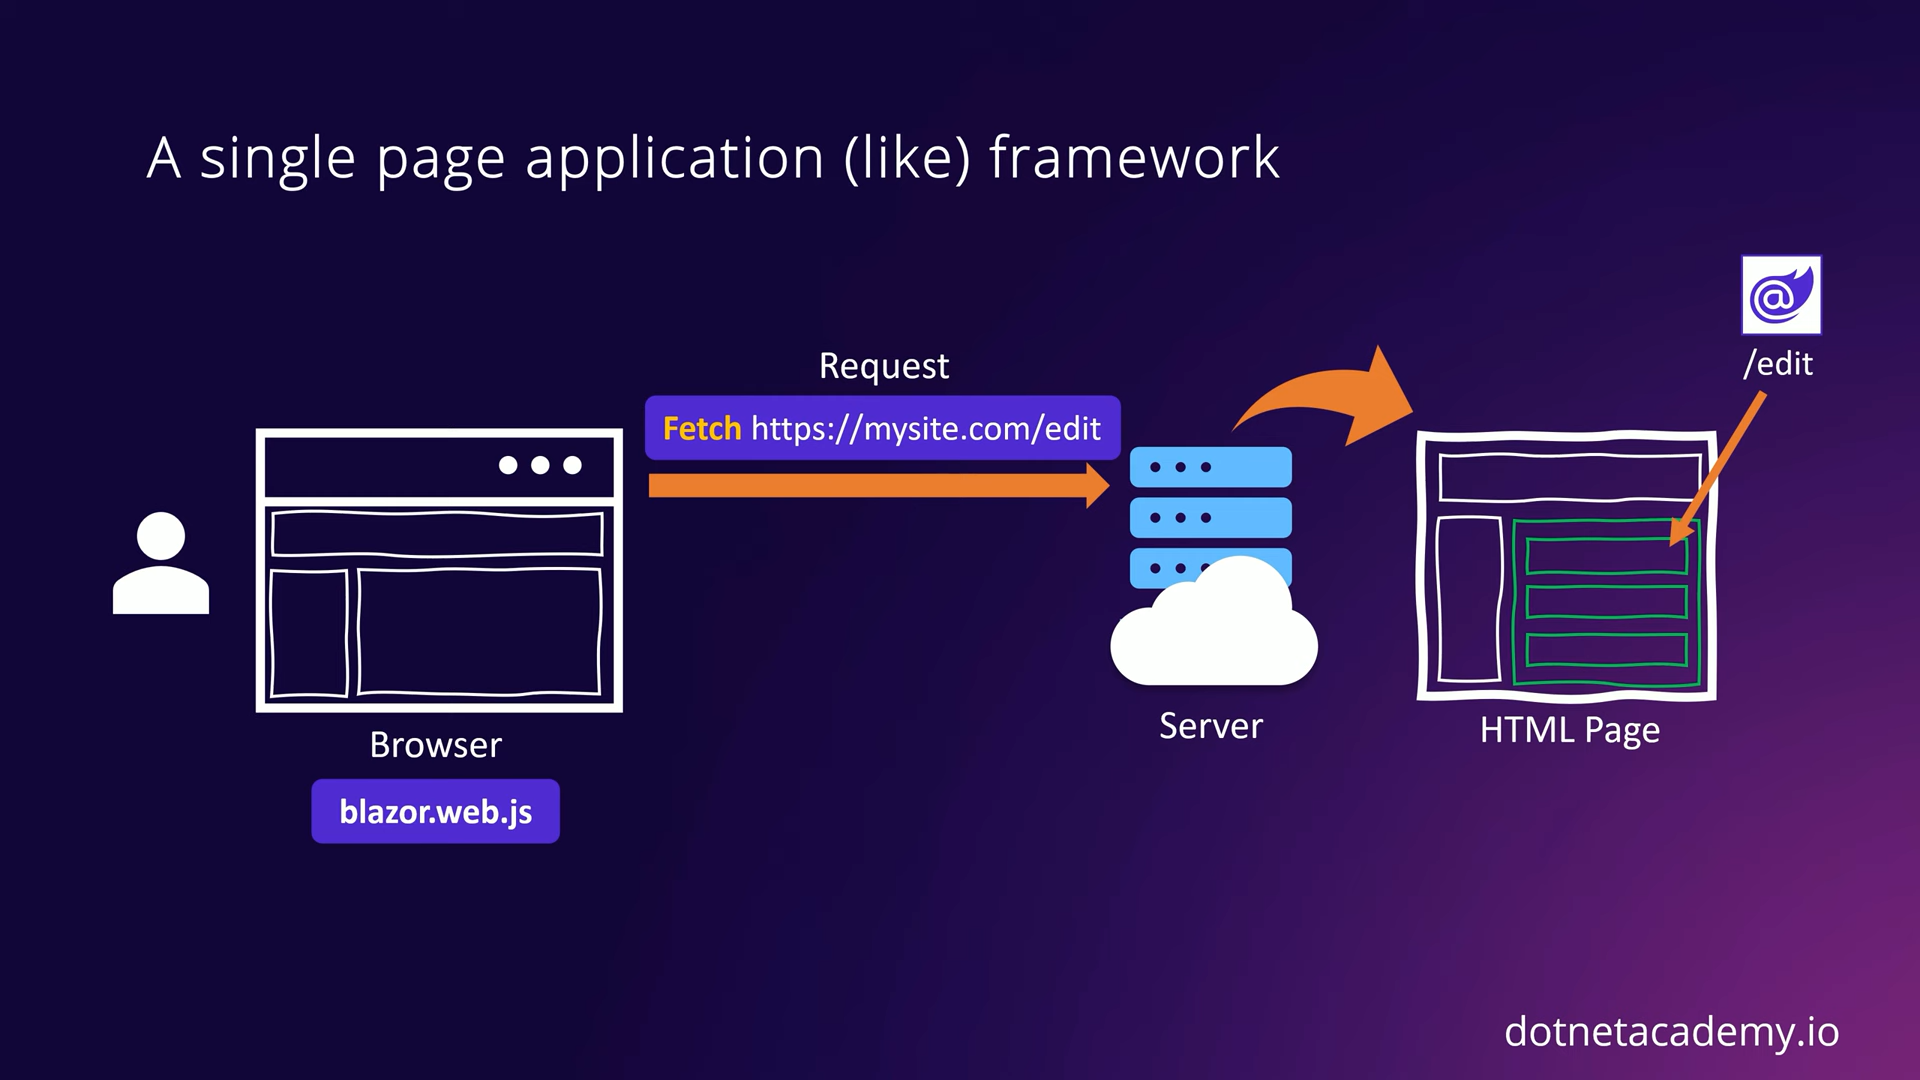 A single page application (like) framework
Request
Fetch https://mysite.com/edit
/edit
Browser
blazor.web.js
Server
HTML Page
dotnetacademy.io